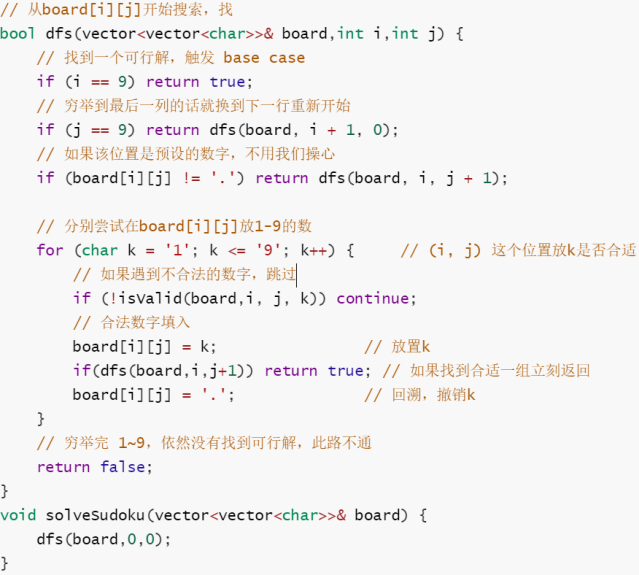 // 从board[i][j]开始搜索，找
bool dfs(vector<vector<char>>& board,int i,int j) {
    // 找到一个可行解，触发 base case
    if (i == 9) return true;
    // 穷举到最后一列的话就换到下一行重新开始
    if (j == 9) return dfs(board, i + 1, 0);
    // 如果该位置是预设的数字，不用我们操心
    if (board[i][j] != '.') return dfs(board, i, j + 1);

    // 分别尝试在board[i][j]放1-9的数
    for (char k = '1'; k <= '9'; k++) {     // (i, j) 这个位置放k是否合适
        // 如果遇到不合法的数字，跳过
        if (!isValid(board,i, j, k)) continue;
        // 合法数字填入
        board[i][j] = k;                // 放置k
        if(dfs(board,i,j+1)) return true; // 如果找到合适一组立刻返回
        board[i][j] = '.';              // 回溯，撤销k
    }
    // 穷举完 1~9，依然没有找到可行解，此路不通
    return false;
}
void solveSudoku(vector<vector<char>>& board) {
    dfs(board,0,0);
}